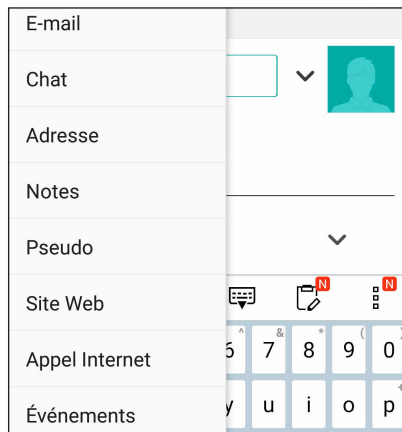 E-mail
Chat
Adresse
Notes
Pseudo
Site Web
N N
Appel Internet
^ & * ( )
6 7 8 9 0
Événements
+
y u i o p